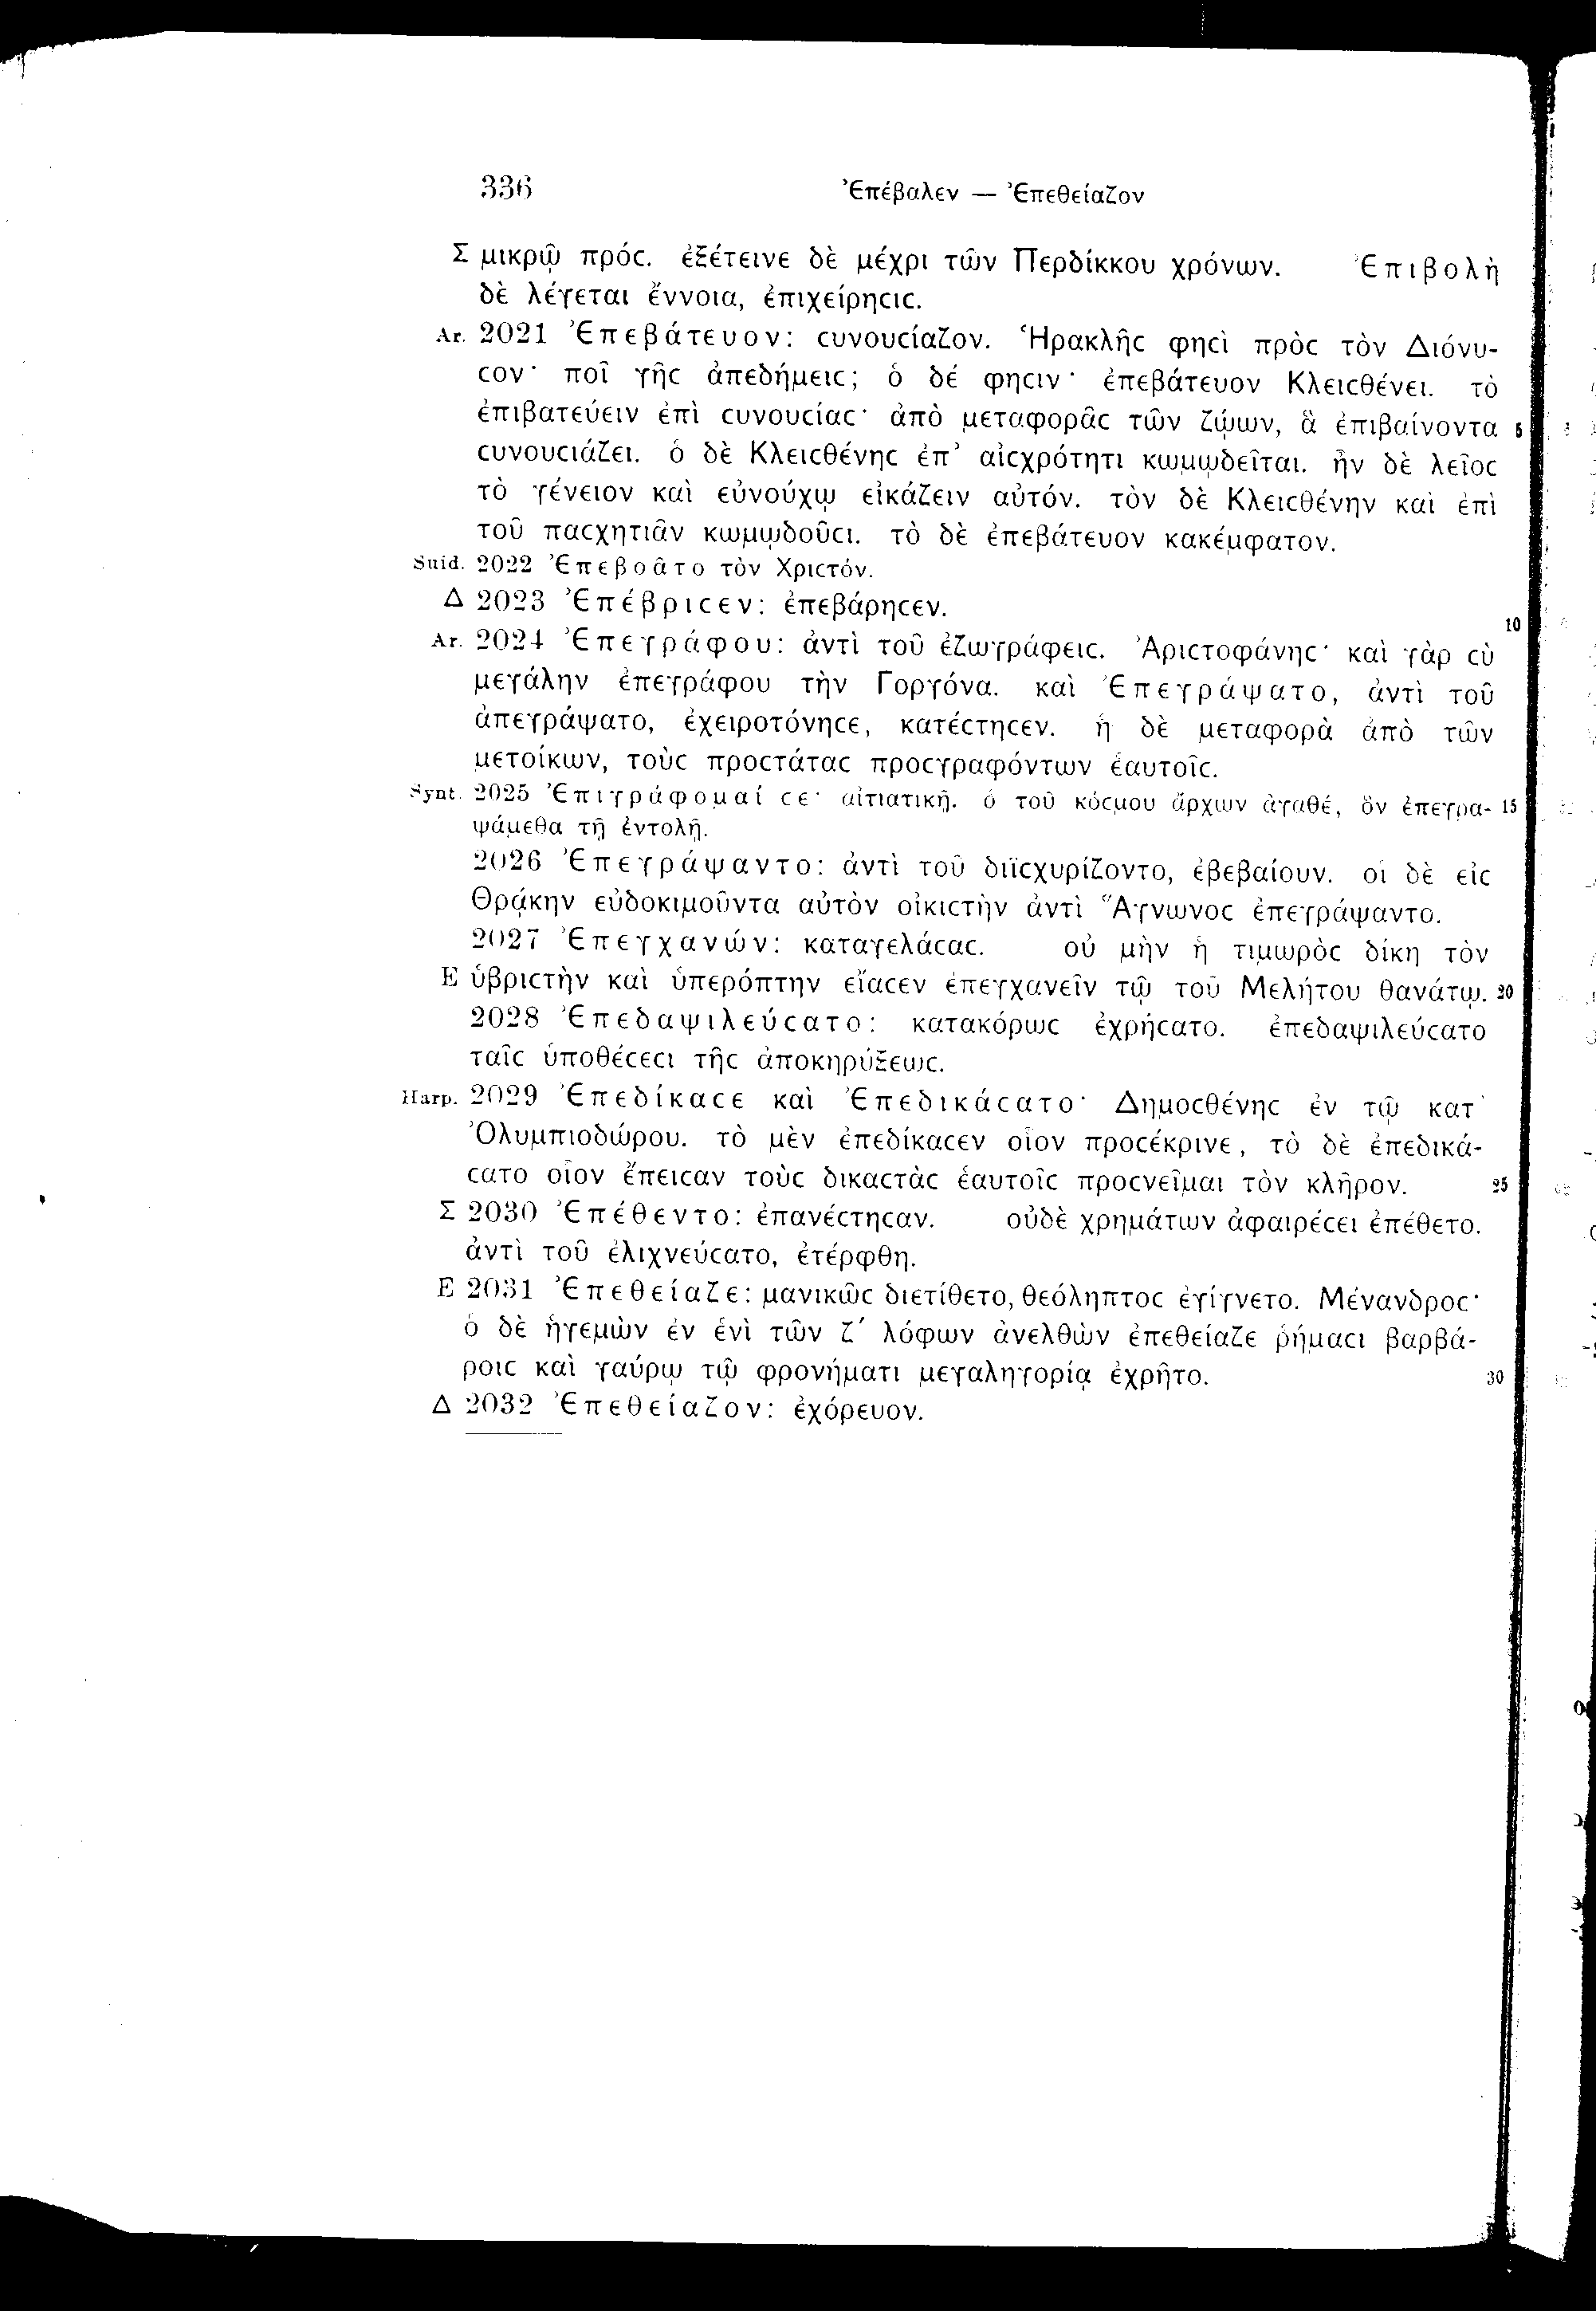 336 Ἐπέβαλεν — Ἐπεθείαζον
Σ μικρῷ πρόϲ. ἐξέτεινε δὲ μέχρι τῶν Περδίκκου χρόνων. Ἐπιβολὴ
δὲ λέγεται ἔννοια, ἐπιχείρηϲιϲ.
Ar. 2021 Ἐπεβάτευον: ϲυνουϲίαζον. Ἡρακλῆϲ φηϲὶ πρὸϲ τὸν Διόνυ-
ϲον· ποῖ γῆϲ ἀπεδήμειϲ; ὁ δέ φηϲιν· ἐπεβάτευον Κλειϲθένει. τὸ
ἐπιβατεύειν ἐπὶ ϲυνουϲίαϲ· ἀπὸ μεταφορᾶϲ τῶν ζῴων, ἃ ἐπιβαίνοντα 5
ϲυνουϲιάζει. ὁ δὲ Κλειϲθένηϲ ἐπ’ αἰϲχρότητι κωμῳδεῖται. ἦν δὲ λεῖοϲ
τὸ γένειον καὶ εὐνούχῳ εἰκάζειν αὐτόν. τὸν δὲ Κλειϲθένην καὶ ἐπὶ
τοῦ παϲχητιᾶν κωμῳδοῦϲι. τὸ δὲ ἐπεβάτευον κακέμφατον.
Suid. 2022 Ἐπεβοᾶτο τὸν Χριϲτόν.
Δ 2023 Ἐπέβριϲεν: ἐπεβάρηϲεν. 10
Ar. 2024 Ἐπεγράφου: ἀντὶ τοῦ ἐζωγράφειϲ. Ἀριϲτοφάνηϲ· καὶ γὰρ ϲὺ
μεγάλην ἐπεγράφου τὴν Γοργόνα. καὶ Ἐπεγράψατο, ἀντὶ τοῦ
ἀπεγράψατο, ἐχειροτόνηϲε, κατέϲτηϲεν. ἡ δὲ μεταφορὰ ἀπὸ τῶν
μετοίκων, τοὺϲ προϲτάταϲ προϲγραφόντων ἑαυτοῖϲ.
Synt. 2025 Ἐπιγράφομαί ϲε· αἰτιατικῇ. ὁ τοῦ κόϲμου ἄρχων ἀγαθέ, ὃν ἐπεγρα- 15
ψάμεθα τῇ ἐντολῇ.
2026 Ἐπεγράψαντο: ἀντὶ τοῦ διϊϲχυρίζοντο, ἐβεβαίουν. οἱ δὲ εἰϲ
Θρᾴκην εὐδοκιμοῦντα αὐτὸν οἰκιϲτὴν ἀντὶ Ἅγνωνοϲ ἐπεγράψαντο.
2027 Ἐπεγχανών: καταγελάϲαϲ. οὐ μὴν ἡ τιμωρὸϲ δίκη τὸν
E ὑβριϲτὴν καὶ ὑπερόπτην εἴαϲεν ἐπεγχανεῖν τῷ τοῦ Μελήτου θανάτῳ. 20
2028 Ἐπεδαψιλεύϲατο: κατακόρωϲ ἐχρήϲατο. ἐπεδαψιλεύϲατο
ταῖϲ ὑποθέϲεϲι τῆϲ ἀποκηρύξεωϲ.
Harp. 2029 Ἐπεδίκαϲε καὶ Ἐπεδικάϲατο· Δημοϲθένηϲ ἐν τῷ κατ’
Ὀλυμπιοδώρου. τὸ μὲν ἐπεδίκαϲεν οἷον προϲέκρινε, τὸ δὲ ἐπεδικά-
ϲατο οἷον ἔπειϲαν τοὺϲ δικαϲτὰϲ ἑαυτοῖϲ προϲνεῖμαι τὸν κλῆρον. 25
Σ 2030 Ἐπέθεντο: ἐπανέϲτηϲαν. οὐδὲ χρημάτων ἀφαιρέϲει ἐπέθετο.
ἀντὶ τοῦ ἐλιχνεύϲατο, ἐτέρφθη.
E 2031 Ἐπεθείαζε: μανικῶϲ διετίθετο, θεόληπτοϲ ἐγίγνετο. Μένανδροϲ·
ὁ δὲ ἡγεμὼν ἐν ἑνὶ τῶν ζ′ λόφων ἀνελθὼν ἐπεθείαζε ῥήμαϲι βαρβά-
ροιϲ καὶ γαύρῳ τῷ φρονήματι μεγαληγορίᾳ ἐχρῆτο. 30
Δ 2032 Ἐπεθείαζον: ἐχόρευον.